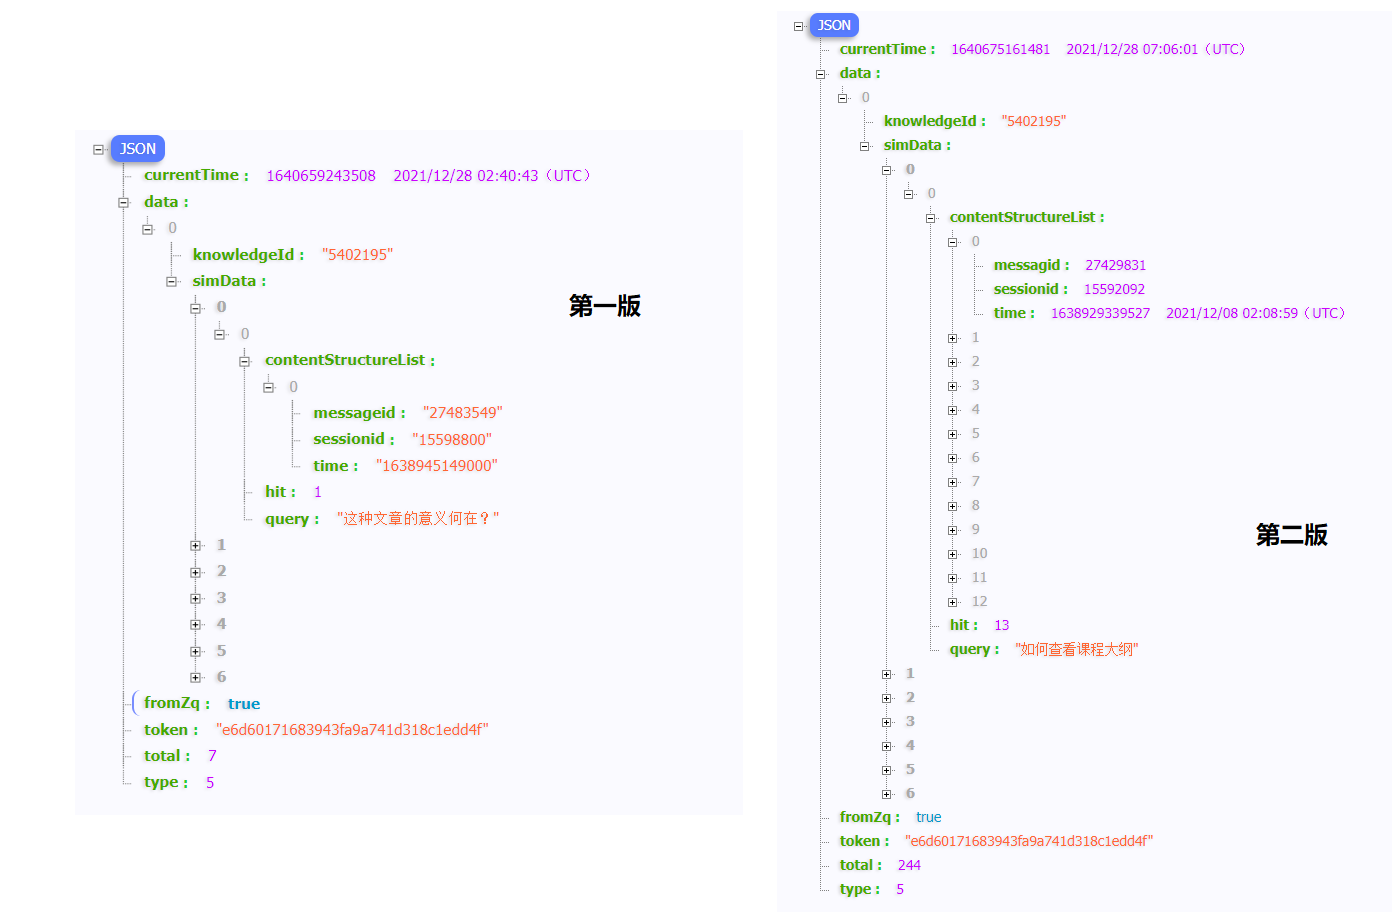 JSON
currentTime : 1640659243508 2021/12/28 02:40:43（UTC）
data :
0
knowledgeId : "5402195"
simData :
0
0
contentStructureList :
0
messageid : "27483549"
sessionid : "15598800"
time : "1638945149000"
hit : 1
query : "这种文章的意义何在？"
1
2
3
4
5
6
fromZq : true
token : "e6d60171683943fa9a741d318c1edd4f"
total : 7
type : 5
第一版
JSON
currentTime : 1640675161481 2021/12/28 07:06:01（UTC）
data :
0
knowledgeId : "5402195"
simData :
0
0
contentStructureList :
0
messagid : 27429831
sessionid : 15592092
time : 1638929339527 2021/12/08 02:08:59（UTC）
1
2
3
4
5
6
7
8
9
10
11
12
hit : 13
query : "如何查看课程大纲"
1
2
3
4
5
6
fromZq : true
token : "e6d60171683943fa9a741d318c1edd4f"
total : 244
type : 5
第二版